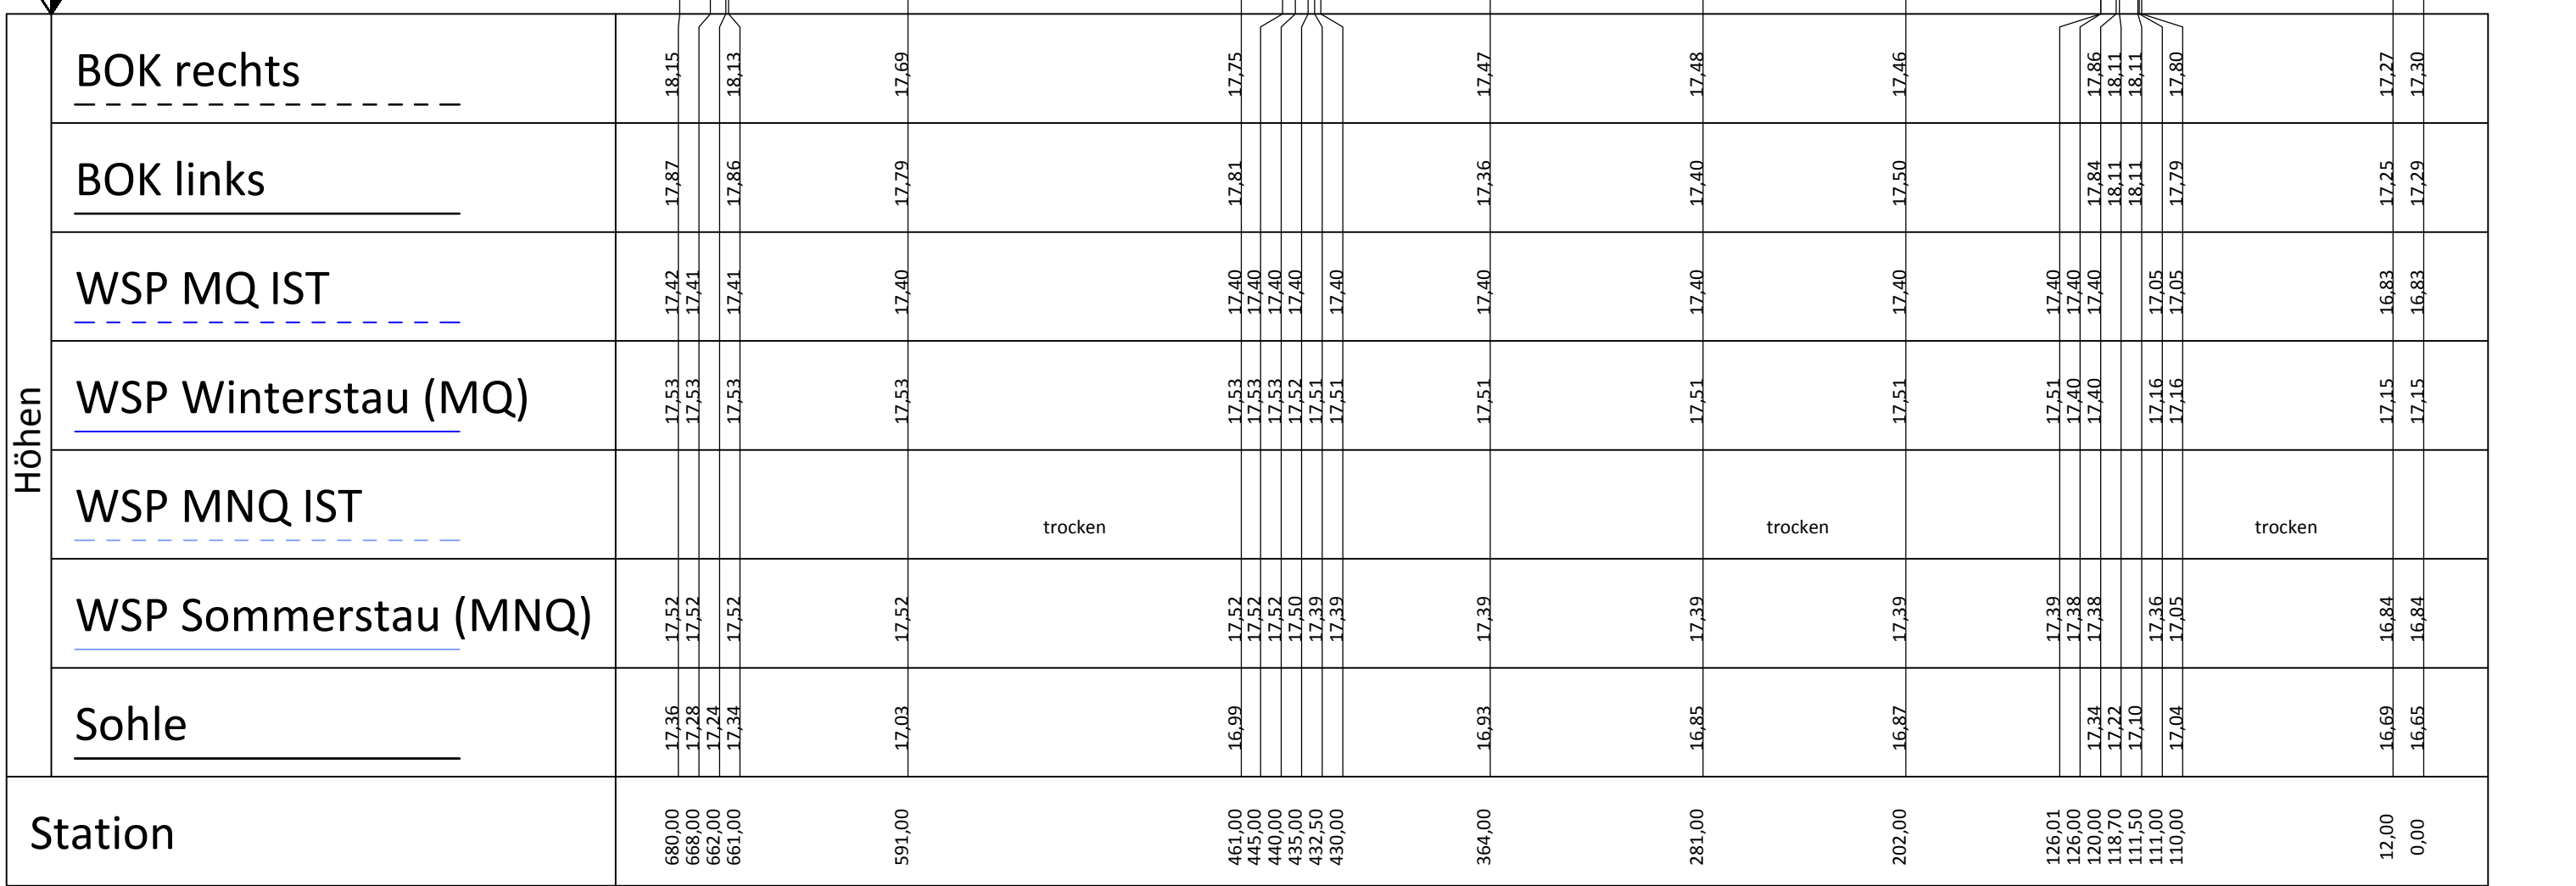 Höhen
BOK rechts 18,15 18,13 17,69 17,75 17,47 17,48 17,46 17,86 18,11 18,11 17,80 17,27 17,30
BOK links 17,87 17,86 17,79 17,81 17,36 17,40 17,50 17,84 18,11 18,11 17,79 17,25 17,29
WSP MQ IST 17,42 17,41 17,41 17,40 17,40 17,40 17,40 17,40 17,40 17,40 17,40 17,40 17,40 17,40 17,40 17,05 17,05 16,83 16,83
WSP Winterstau (MQ) 17,53 17,53 17,53 17,53 17,53 17,53 17,53 17,52 17,51 17,51 17,51 17,51 17,51 17,51 17,40 17,40 17,16 17,16 17,15 17,15
WSP MNQ IST trocken trocken trocken
WSP Sommerstau (MNQ) 17,52 17,52 17,52 17,52 17,52 17,52 17,52 17,50 17,39 17,39 17,39 17,39 17,39 17,39 17,38 17,38 17,36 17,05 16,84 16,84
Sohle 17,36 17,28 17,24 17,34 17,03 16,99 16,93 16,85 16,87 17,34 17,22 17,10 17,04 16,69 16,65
Station 680,00 668,00 662,00 661,00 591,00 461,00 445,00 440,00 435,00 432,50 430,00 364,00 281,00 202,00 126,01 126,00 120,00 118,70 111,50 111,00 110,00 12,00 0,00